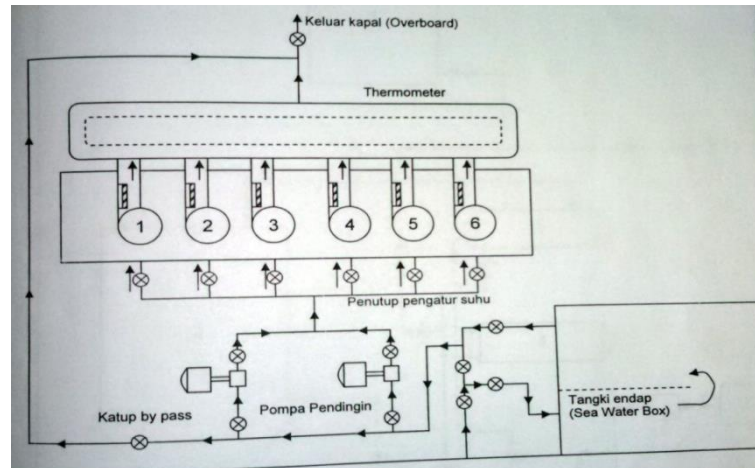 Keluar kapal (Overboard)
Thermometer
1 2 3 4 5 6
Penutup pengatur suhu
Katup by pass
Pompa Pendingin
Tangki endap
(Sea Water Box)